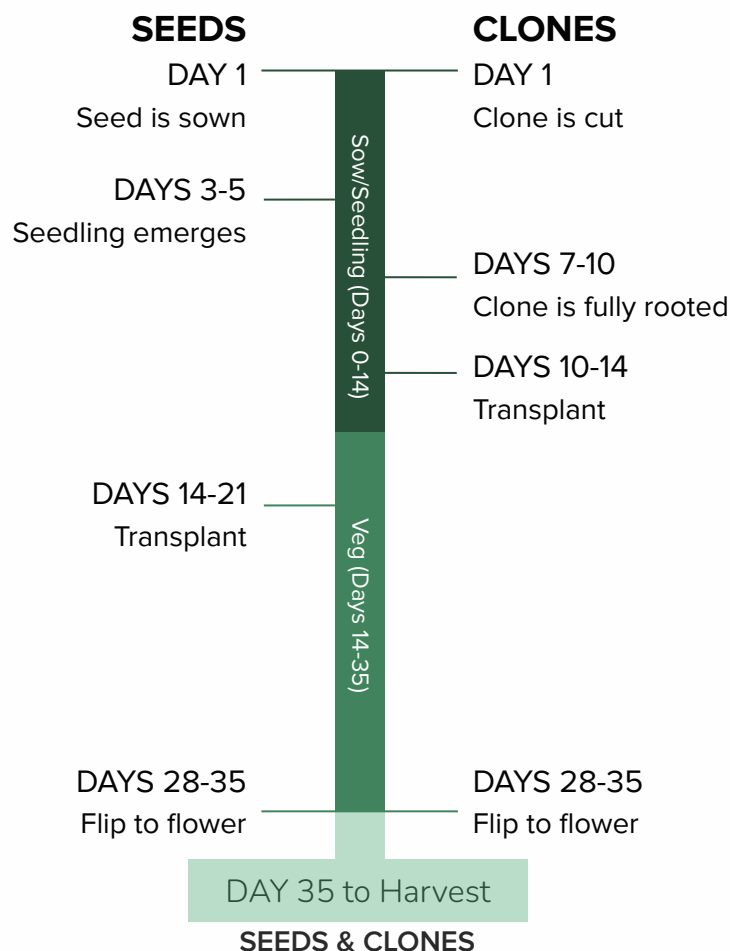 SEEDS
CLONES
DAY 1
Seed is sown
DAY 1
Clone is cut
Sow/Seedling (Days 0-14)
DAYS 3-5
Seedling emerges
DAYS 7-10
Clone is fully rooted
DAYS 10-14
Transplant
DAYS 14-21
Transplant
Veg (Days 14-35)
DAYS 28-35
Flip to flower
DAYS 28-35
Flip to flower
DAY 35 to Harvest
SEEDS & CLONES